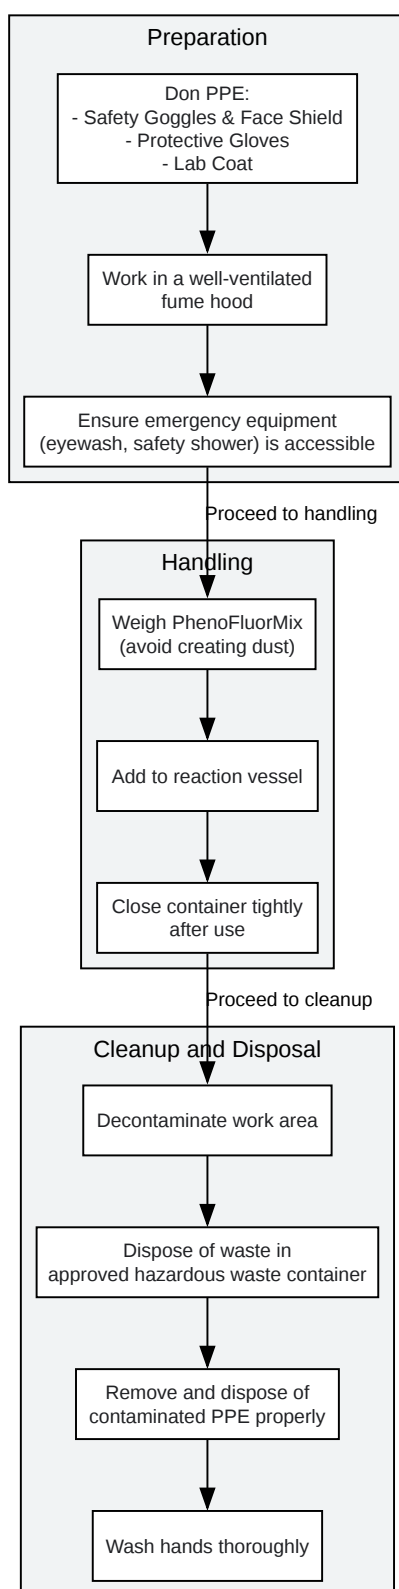 Preparation
Don PPE:
- Safety Goggles & Face Shield
- Protective Gloves
- Lab Coat
Work in a well-ventilated
fume hood
Ensure emergency equipment
(eyewash, safety shower) is accessible
Proceed to handling
Handling
Weigh PhenoFluorMix
(avoid creating dust)
Add to reaction vessel
Close container tightly
after use
Proceed to cleanup
Cleanup and Disposal
Decontaminate work area
Dispose of waste in
approved hazardous waste container
Remove and dispose of
contaminated PPE properly
Wash hands thoroughly